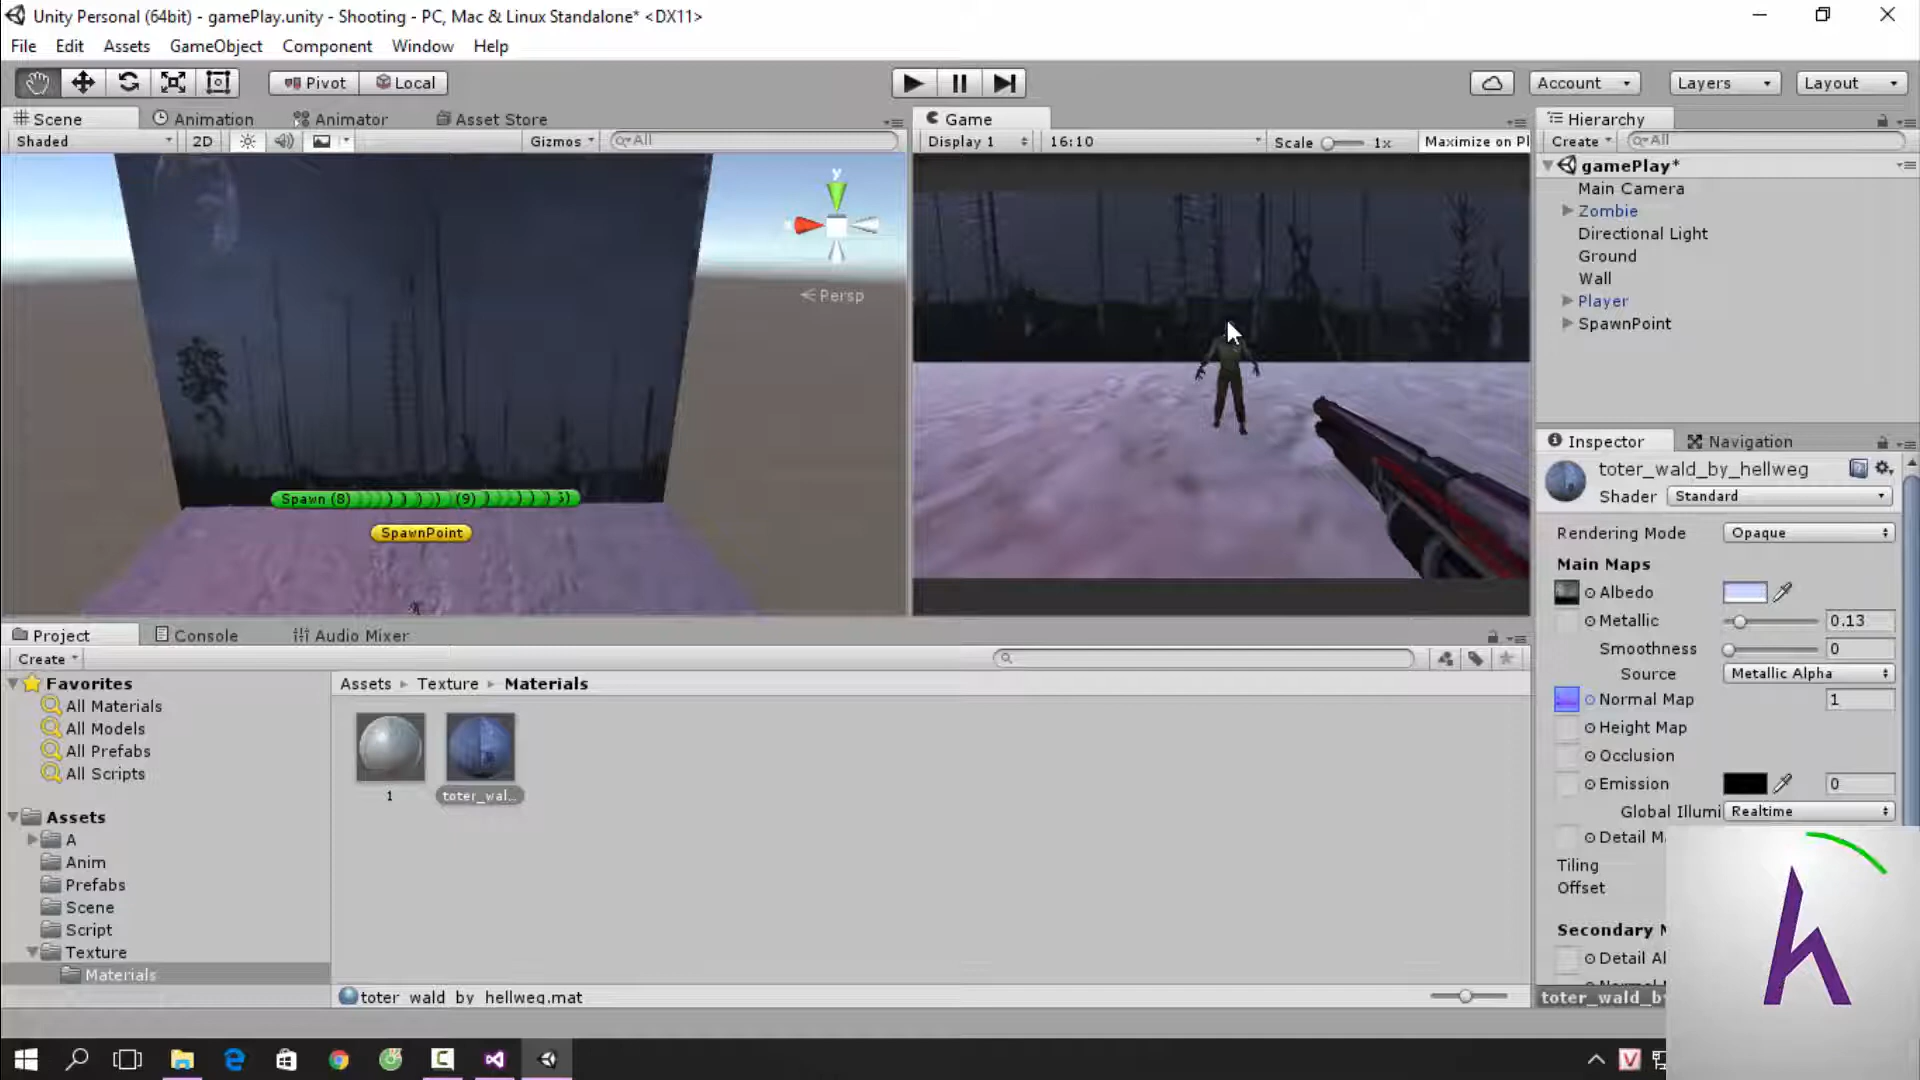 Unity Personal (64bit) - gamePlay.unity - Shooting - PC, Mac & Linux Standalone* <DX11>
File Edit Assets GameObject Component Window Help
Pivot Local Account Layers Layout
Scene Animation Animator Asset Store Game Hierarchy
Shaded 2D Gizmos All Display 1 16:10 Scale 1x Maximize on Pl Create All
gamePlay*
Main Camera
Zombie
Directional Light
Ground
Wall
Player
SpawnPoint
y
Persp
Spawn (8) (9)
SpawnPoint
Inspector Navigation
toter_wald_by_hellweg
Shader Standard
Rendering Mode Opaque
Main Maps
Albedo
Metallic 0.13
Smoothness 0
Source Metallic Alpha
Normal Map 1
Height Map
Occlusion
Emission 0
Global Illumi Realtime
Detail M
Tiling
Offset
Secondary M
Detail Al
toter_wald_by
Project Console Audio Mixer
Create
Favorites
All Materials
All Models
All Prefabs
All Scripts
Assets
A
Anim
Prefabs
Scene
Script
Texture
Materials
Assets Texture Materials
1 toter_wal...
toter_wald_by_hellweg.mat